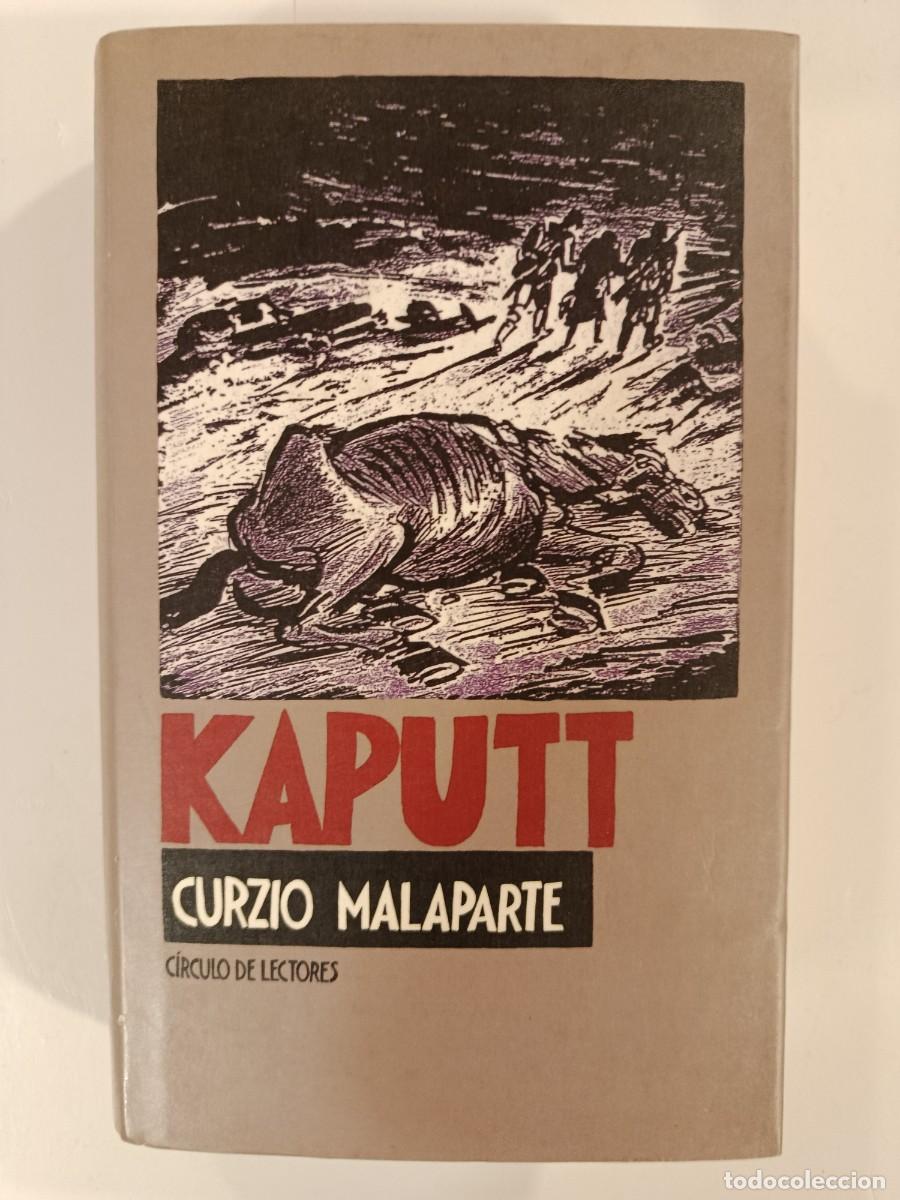 KAPUTT
CURZIO MALAPARTE
CÍRCULO DE LECTORES
todocoleccion